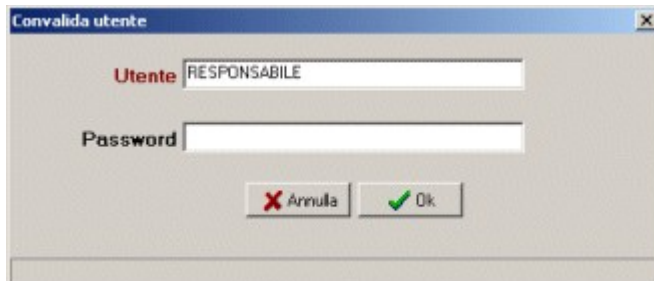 Convalida utente
Utente RESPONSABILE
Password
Annulla Ok